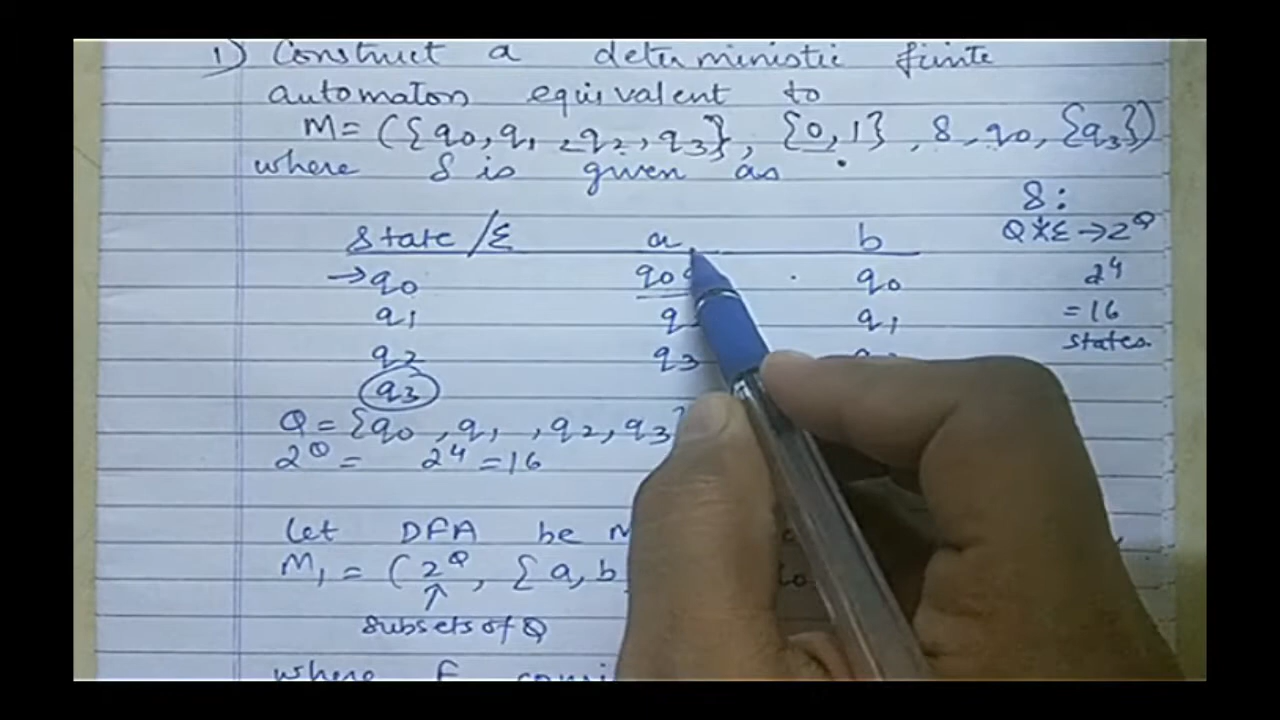 1) Construct a deterministic finite
automaton equivalent to
M = ({q0, q1, q2, q3}, {0, 1}, δ, q0, {q3})
where δ is given as
δ:
State/Σ a b
Q×Σ → 2^Q
→q0 q0 q0
2^4
q1 q1
= 16
q2 q3
states.
q3
Q = {q0, q1, q2, q3}
2^Q = 2^4 = 16
Let DFA be
M1 = (2^Q, {a, b
↑
subsets of Q
where F